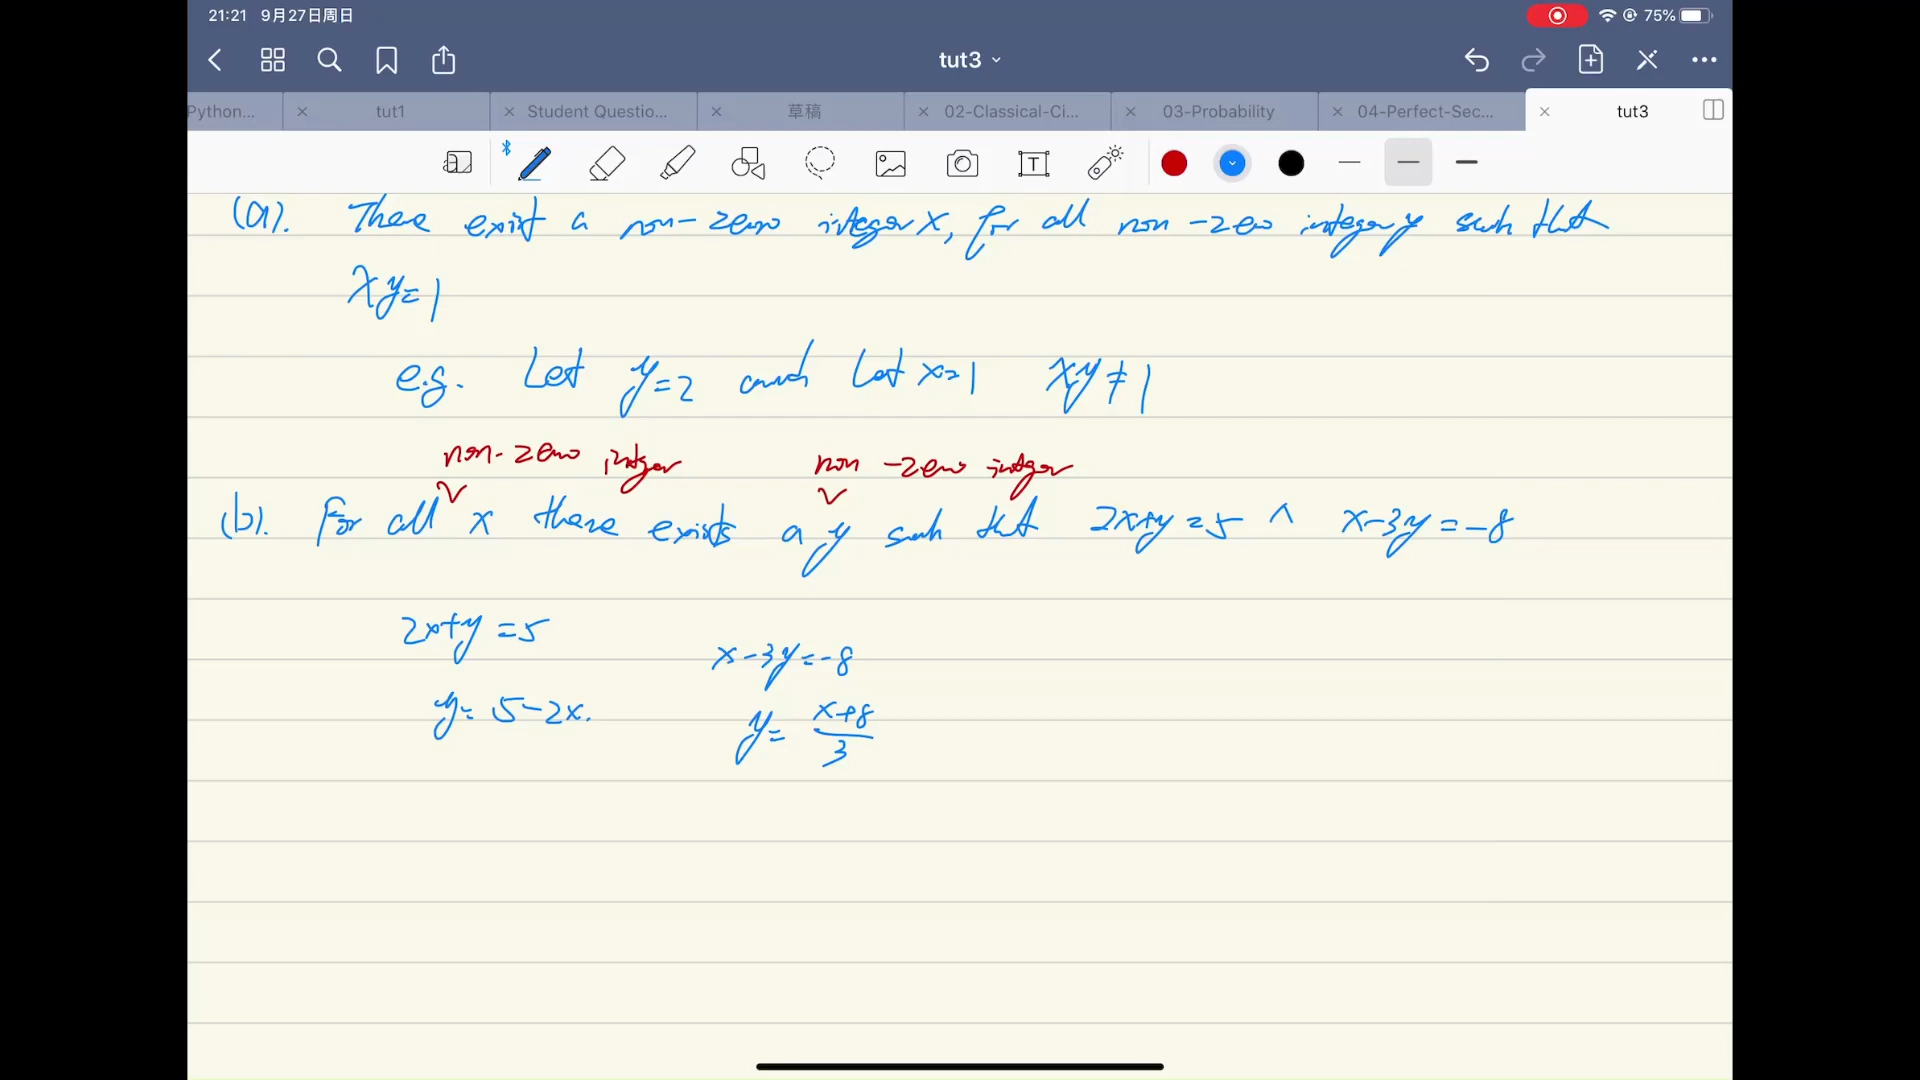 21:21 9月27日周日 75%
tut3
Python... tut1 Student Questio... 草稿 02-Classical-Ci... 03-Probability 04-Perfect-Sec... tut3
(a). There exist a non-zero integer x, for all non-zero integer y such that
xy=1
e.g. Let y=2 and Let x=1 xy≠1
non-zero integer non-zero integer
(b). For all x there exists a y such that 2x+y=5 ∧ x-3y=-8
2x+y=5
x-3y=-8
y=5-2x.
y=(x+8)/3